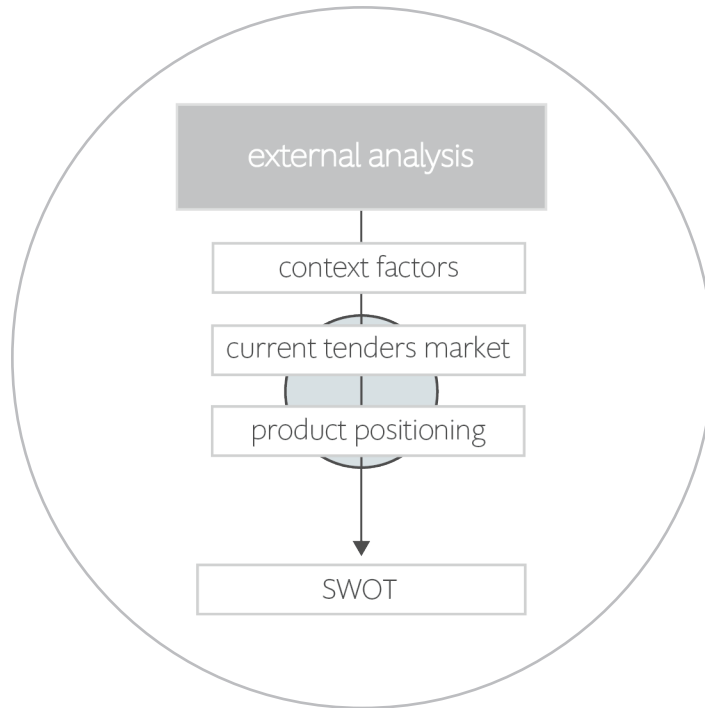 external analysis
context factors
current tenders market
product positioning
SWOT